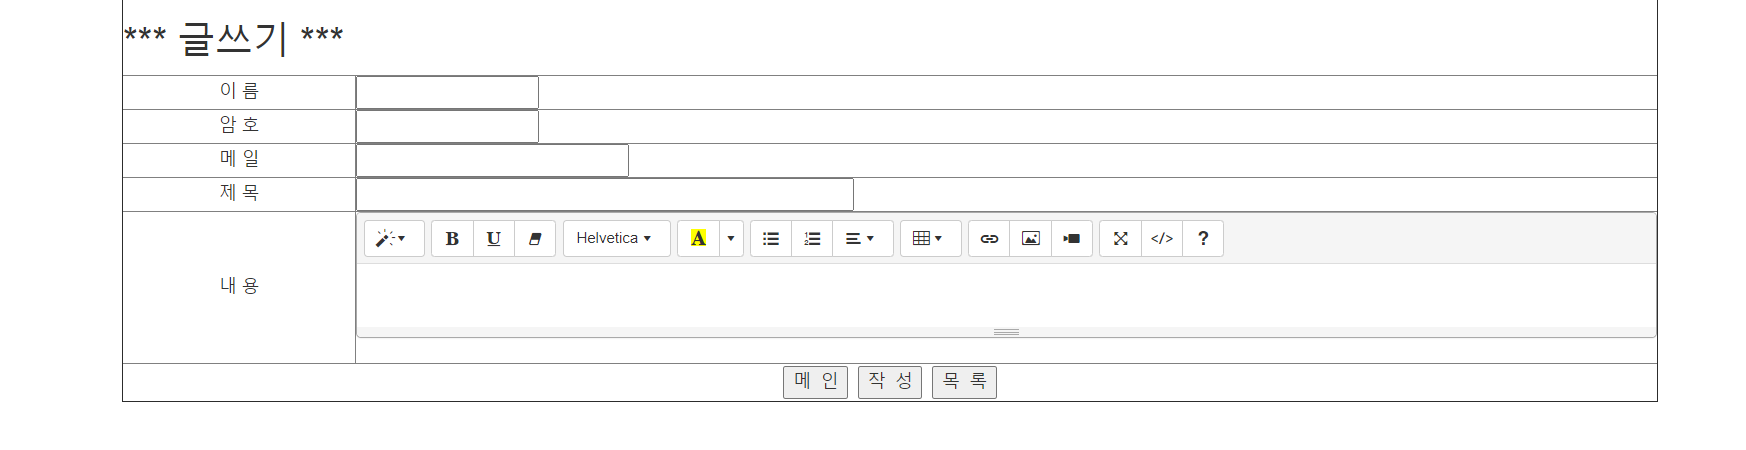 *** 글쓰기 ***
이 름
암 호
메 일
제 목
B U Helvetica A </> ?
내 용
메 인 작 성 목 록